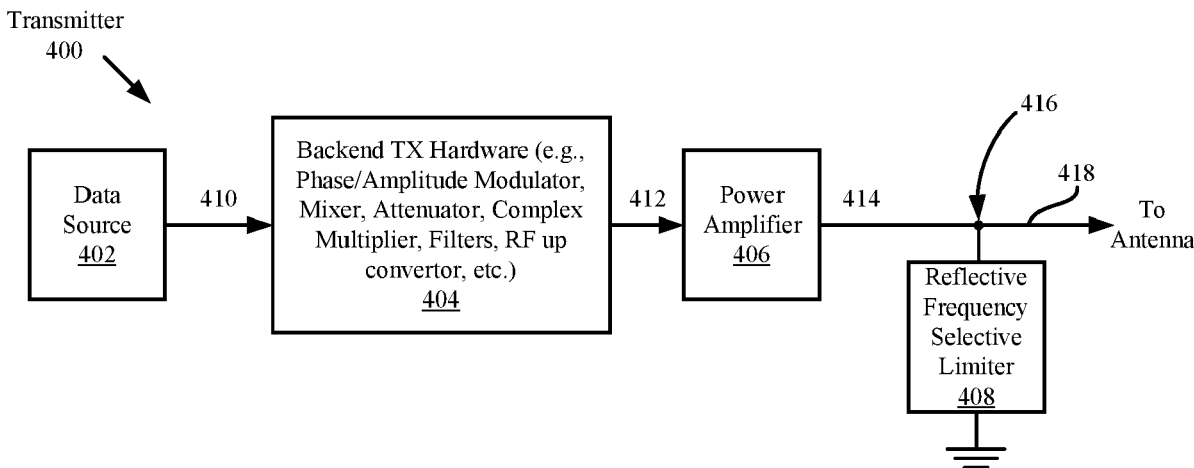 Transmitter
400
Data
Source
402
410
Backend TX Hardware (e.g.,
Phase/Amplitude Modulator,
Mixer, Attenuator, Complex
Multiplier, Filters, RF up
convertor, etc.)
404
412
Power
Amplifier
406
414
416
418
To
Antenna
Reflective
Frequency
Selective
Limiter
408